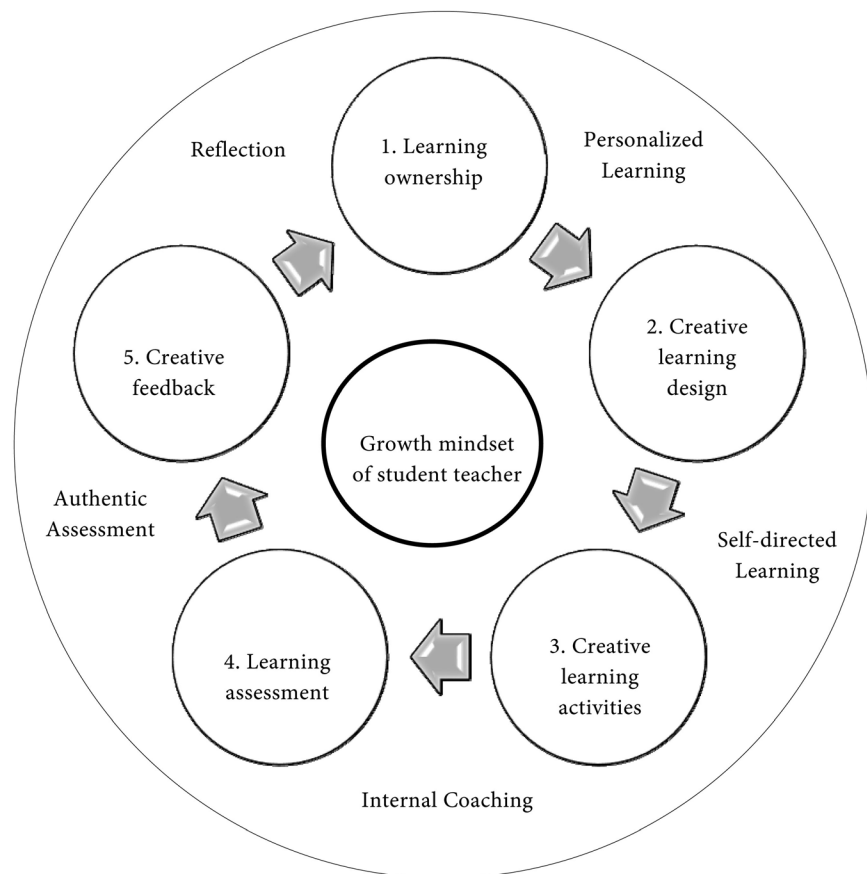 Reflection
1. Learning
ownership
Personalized
Learning
2. Creative
learning
design
Self-directed
Learning
3. Creative
learning
activities
Internal Coaching
4. Learning
assessment
Authentic
Assessment
5. Creative
feedback
Growth mindset
of student teacher